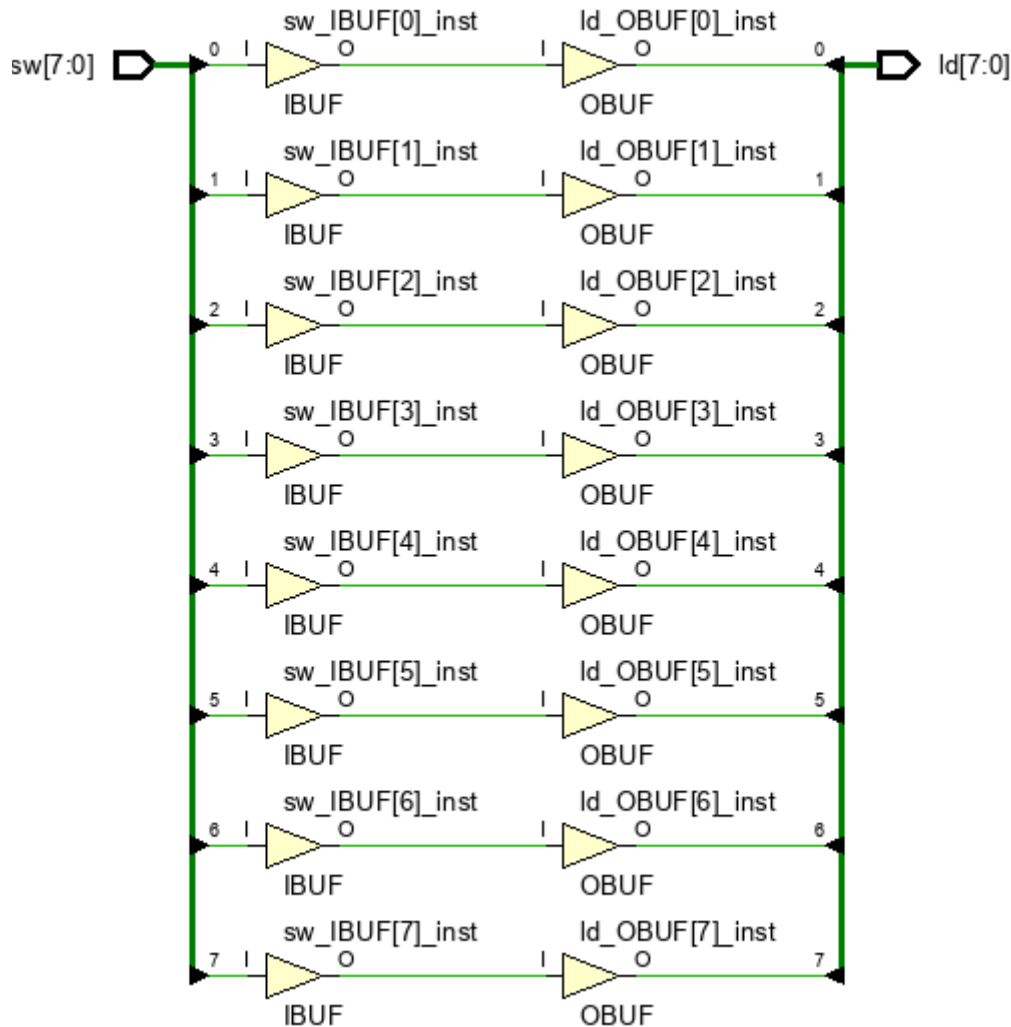 sw_IBUF[0]_inst ld_OBUF[0]_inst
sw[7:0] 0 I O I O 0 ld[7:0]
IBUF OBUF
sw_IBUF[1]_inst ld_OBUF[1]_inst
1 I O I O 1
IBUF OBUF
sw_IBUF[2]_inst ld_OBUF[2]_inst
2 I O I O 2
IBUF OBUF
sw_IBUF[3]_inst ld_OBUF[3]_inst
3 I O I O 3
IBUF OBUF
sw_IBUF[4]_inst ld_OBUF[4]_inst
4 I O I O 4
IBUF OBUF
sw_IBUF[5]_inst ld_OBUF[5]_inst
5 I O I O 5
IBUF OBUF
sw_IBUF[6]_inst ld_OBUF[6]_inst
6 I O I O 6
IBUF OBUF
sw_IBUF[7]_inst ld_OBUF[7]_inst
7 I O I O 7
IBUF OBUF